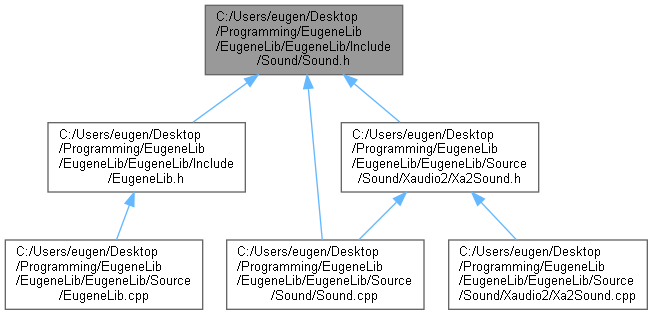 C:/Users/eugen/Desktop
/Programming/EugeneLib
/EugeneLib/EugeneLib/Include
/Sound/Sound.h
C:/Users/eugen/Desktop
/Programming/EugeneLib
/EugeneLib/EugeneLib/Include
/EugeneLib.h
C:/Users/eugen/Desktop
/Programming/EugeneLib
/EugeneLib/EugeneLib/Source
/Sound/Xaudio2/Xa2Sound.h
C:/Users/eugen/Desktop
/Programming/EugeneLib
/EugeneLib/EugeneLib/Source
/EugeneLib.cpp
C:/Users/eugen/Desktop
/Programming/EugeneLib
/EugeneLib/EugeneLib/Source
/Sound/Sound.cpp
C:/Users/eugen/Desktop
/Programming/EugeneLib
/EugeneLib/EugeneLib/Source
/Sound/Xaudio2/Xa2Sound.cpp